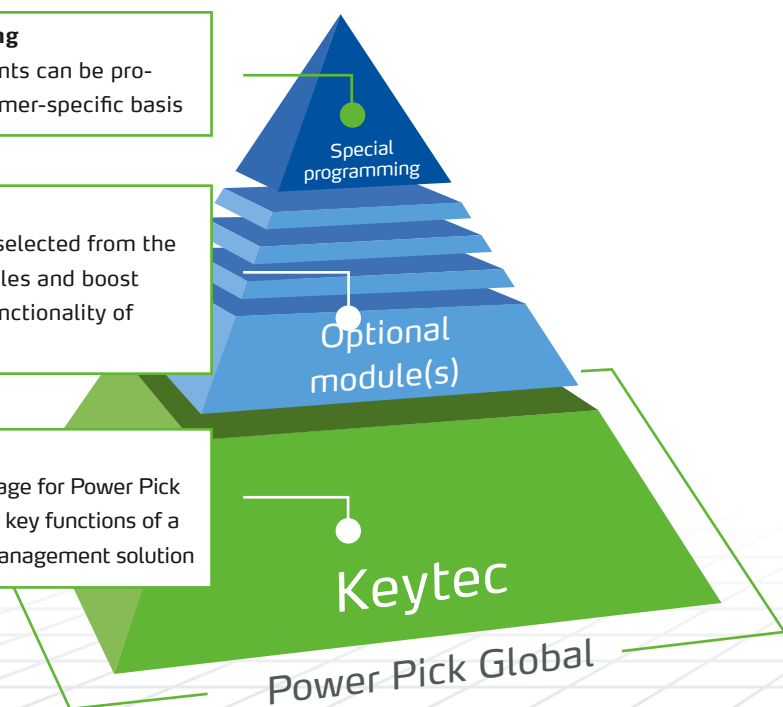 ng
nts can be pro-
mer-specific basis
Special
programming
selected from the
les and boost
nctionality of
Optional
module(s)
age for Power Pick
key functions of a
anagement solution
Keytec
Power Pick Global